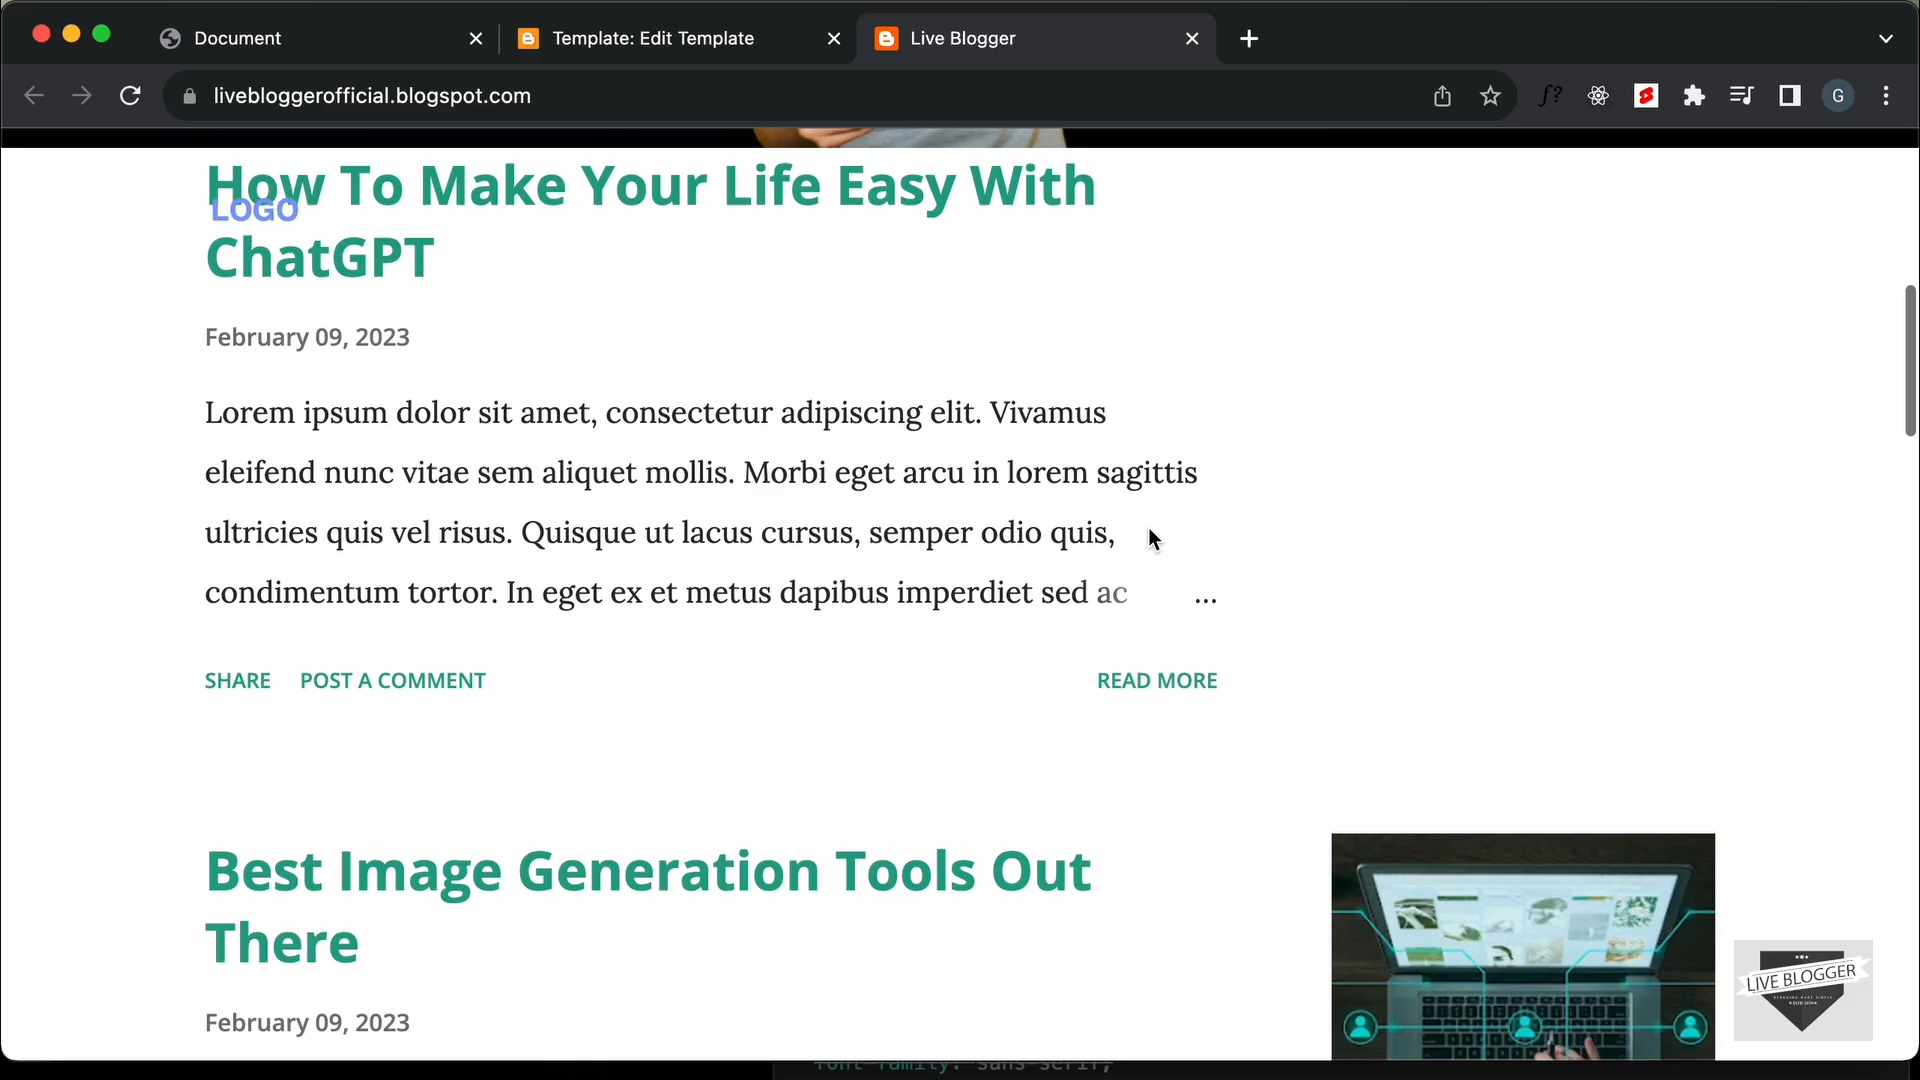 Document
Template: Edit Template
Live Blogger
livebloggerofficial.blogspot.com
f?
G
How To Make Your Life Easy With
LOGO
ChatGPT
February 09, 2023
Lorem ipsum dolor sit amet, consectetur adipiscing elit. Vivamus
eleifend nunc vitae sem aliquet mollis. Morbi eget arcu in lorem sagittis
ultricies quis vel risus. Quisque ut lacus cursus, semper odio quis,
condimentum tortor. In eget ex et metus dapibus imperdiet sed ac ...
SHARE POST A COMMENT READ MORE
Best Image Generation Tools Out
There
February 09, 2023
LIVE BLOGGER
font-family: sans-serif;